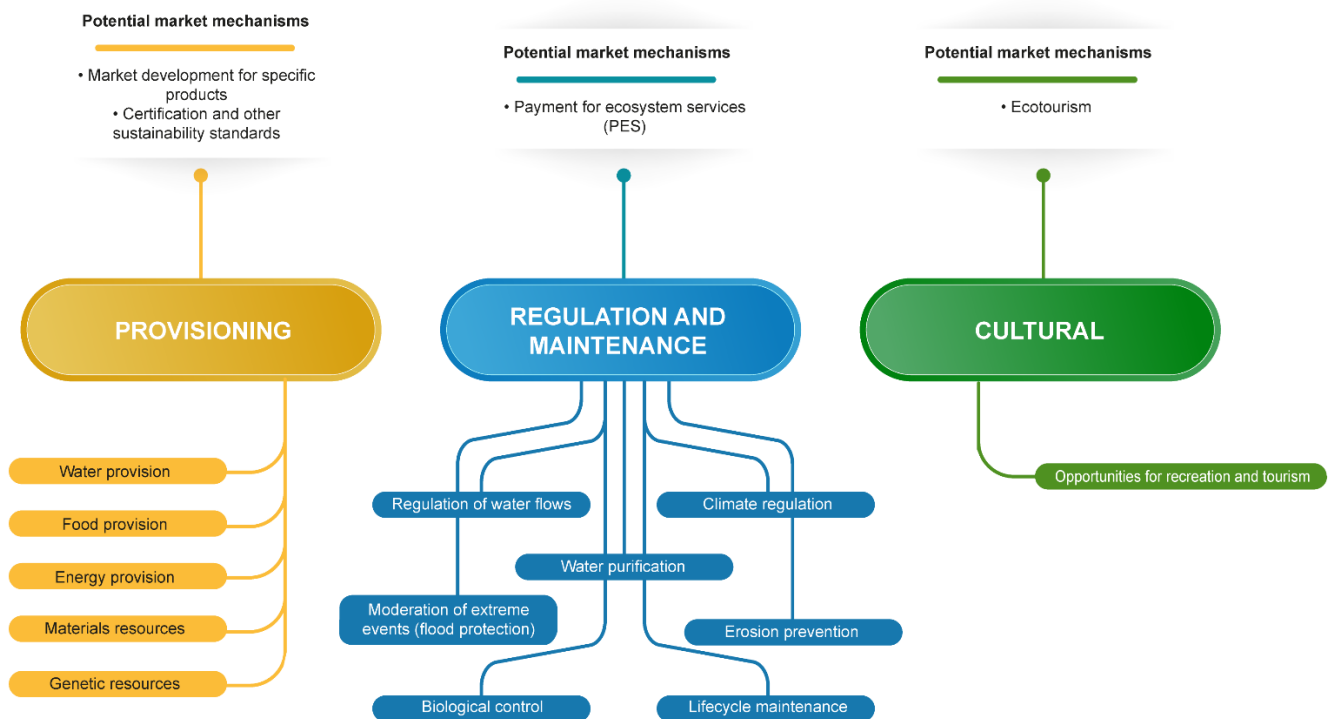 Potential market mechanisms
• Market development for specific
products
• Certification and other
sustainability standards
Potential market mechanisms
• Payment for ecosystem services
(PES)
Potential market mechanisms
• Ecotourism
PROVISIONING
REGULATION AND
MAINTENANCE
CULTURAL
Water provision
Food provision
Energy provision
Materials resources
Genetic resources
Regulation of water flows
Climate regulation
Water purification
Moderation of extreme
events (flood protection)
Erosion prevention
Biological control
Lifecycle maintenance
Opportunities for recreation and tourism